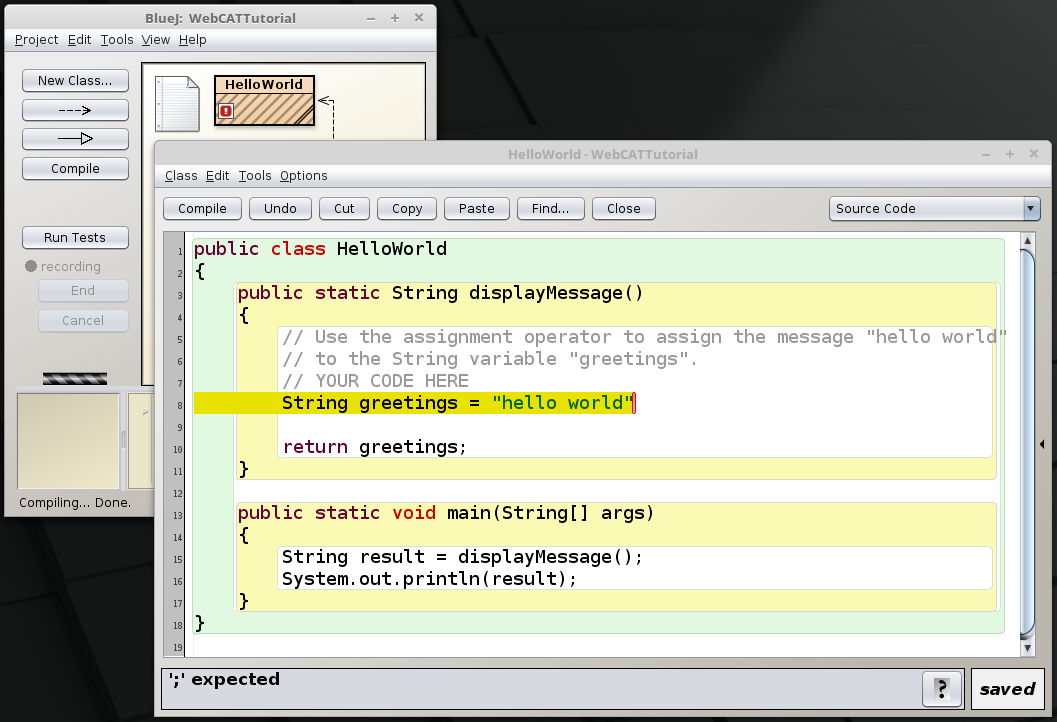 BlueJ: WebCATTutorial
Project Edit Tools View Help
New Class...
HelloWorld
Compile
Run Tests
recording
End
Cancel
Compiling... Done.
HelloWorld - WebCATTutorial
Class Edit Tools Options
Compile Undo Cut Copy Paste Find... Close Source Code
1 public class HelloWorld
2 {
3 public static String displayMessage()
4 {
5 // Use the assignment operator to assign the message "hello world"
6 // to the String variable "greetings".
7 // YOUR CODE HERE
8 String greetings = "hello world"
9
10 return greetings;
11 }
12
13 public static void main(String[] args)
14 {
15 String result = displayMessage();
16 System.out.println(result);
17 }
18 }
19
';' expected
?
saved